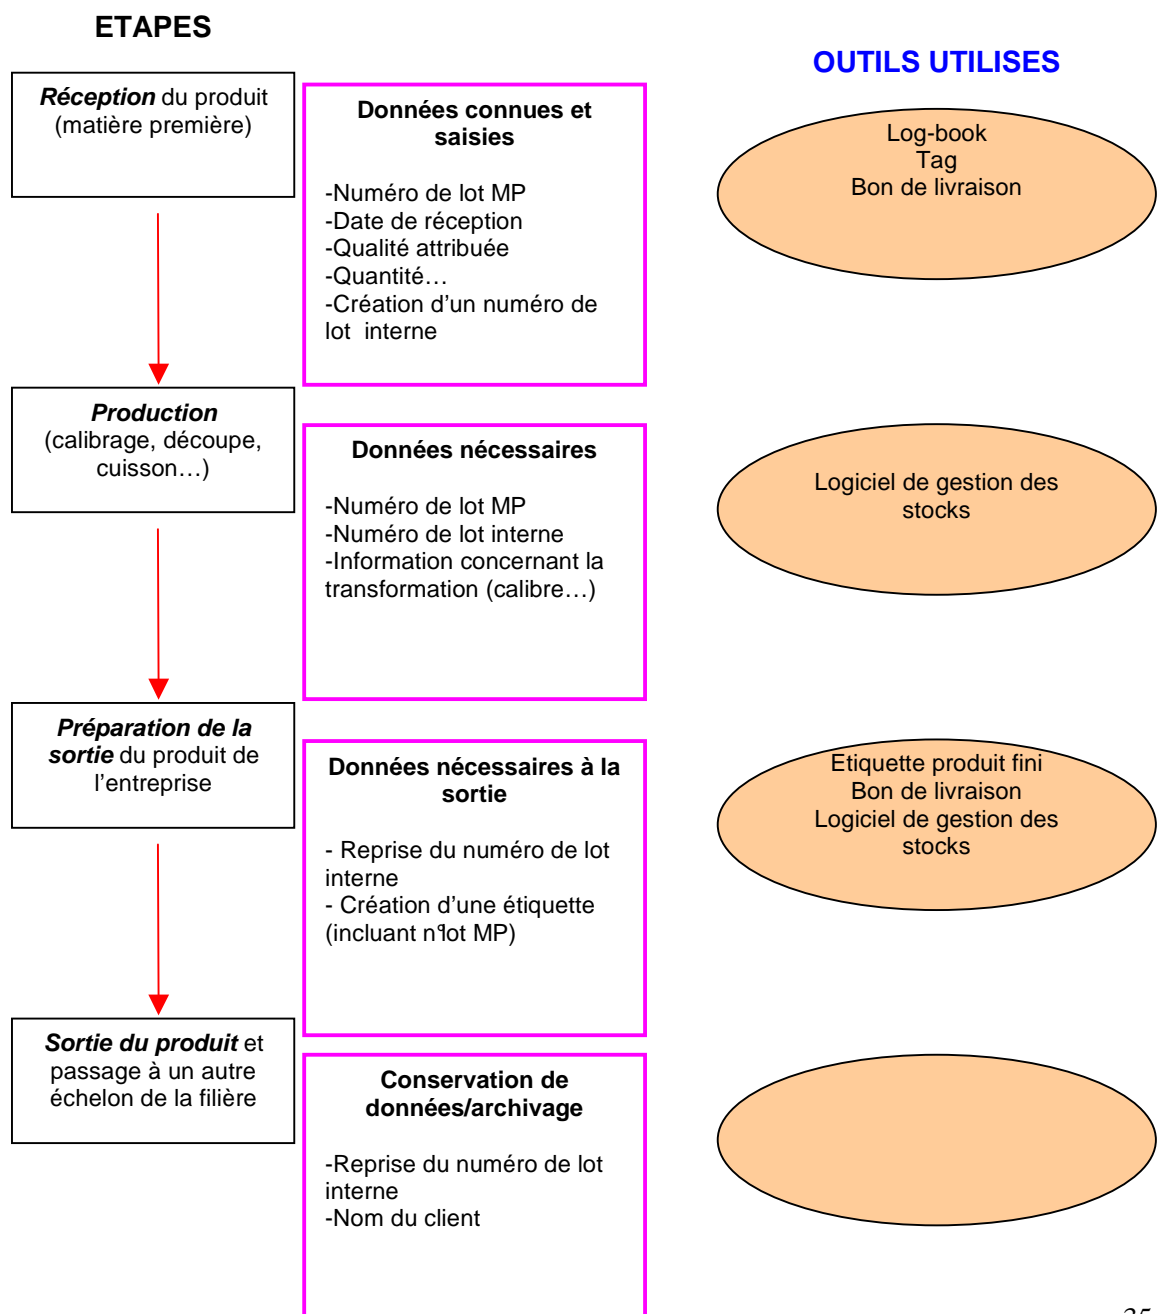 ETAPES
OUTILS UTILISES
Réception du produit
(matière première)
Données connues et
saisies
-Numéro de lot MP
-Date de réception
-Qualité attribuée
-Quantité…
-Création d'un numéro de
lot interne
Log-book
Tag
Bon de livraison
Production
(calibrage, découpe,
cuisson…)
Données nécessaires
-Numéro de lot MP
-Numéro de lot interne
-Information concernant la
transformation (calibre…)
Logiciel de gestion des
stocks
Préparation de la
sortie du produit de
l'entreprise
Données nécessaires à la
sortie
- Reprise du numéro de lot
interne
- Création d'une étiquette
(incluant n°lot MP)
Etiquette produit fini
Bon de livraison
Logiciel de gestion des
stocks
Sortie du produit et
passage à un autre
échelon de la filière
Conservation de
données/archivage
-Reprise du numéro de lot
interne
-Nom du client